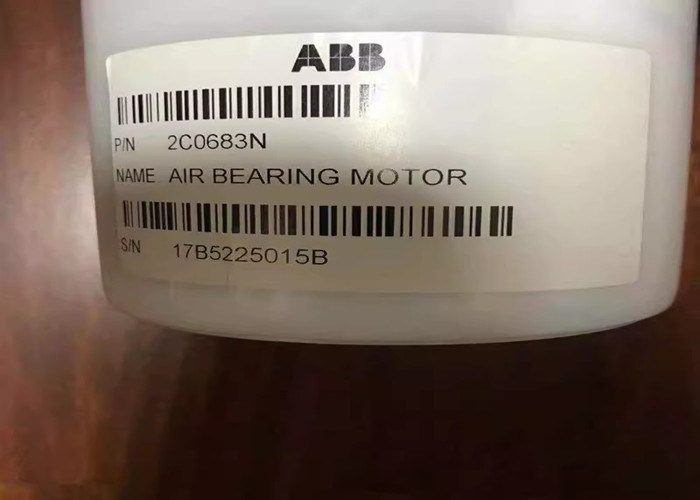 ABB
P/N 2C0683N
NAME AIR BEARING MOTOR
S/N 17B5225015B